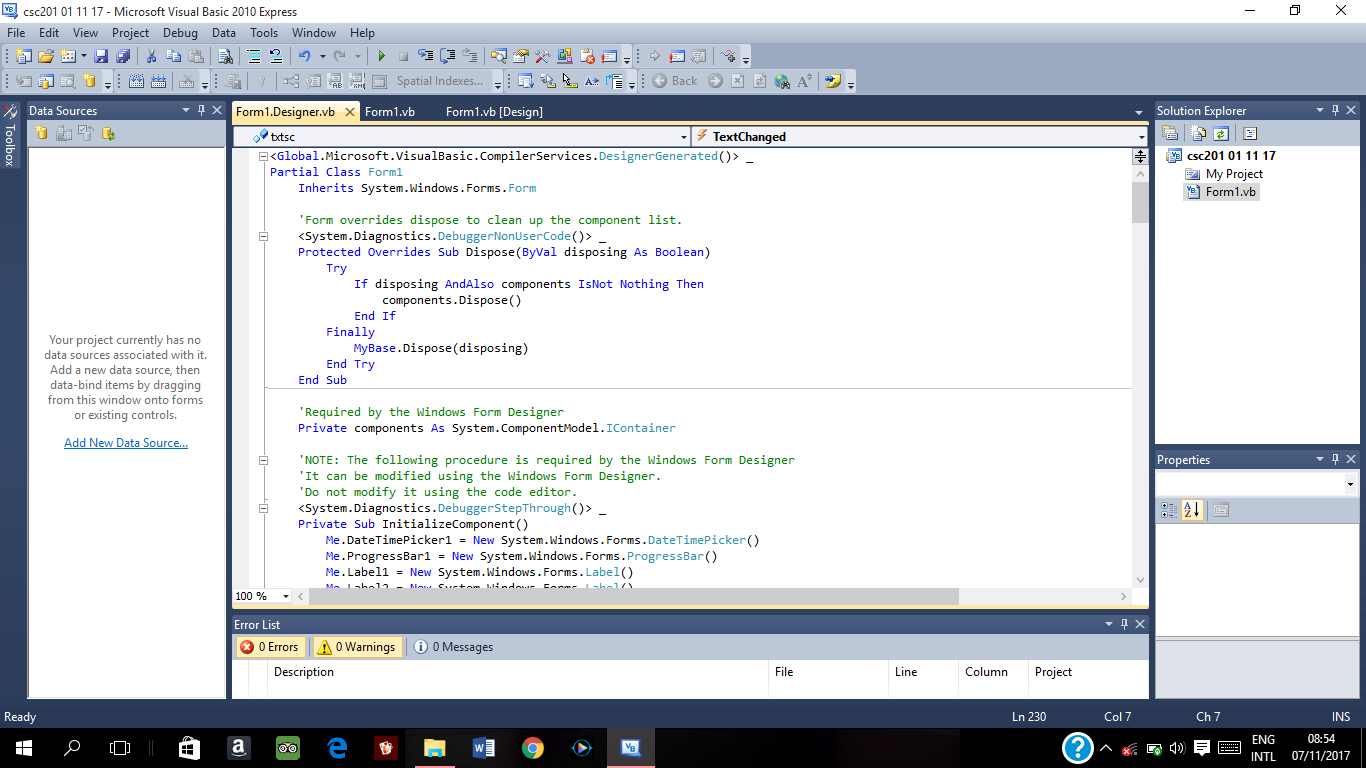 csc201 01 11 17 - Microsoft Visual Basic 2010 Express
File Edit View Project Debug Data Tools Window Help
Spatial Indexes... Back
Toolbox
Data Sources
Your project currently has no
data sources associated with it.
Add a new data source, then
data-bind items by dragging
from this window onto forms
or existing controls.
Add New Data Source...
Form1.Designer.vb Form1.vb Form1.vb [Design]
txtsc TextChanged
<Global.Microsoft.VisualBasic.CompilerServices.DesignerGenerated()> _
Partial Class Form1
Inherits System.Windows.Forms.Form
'Form overrides dispose to clean up the component list.
<System.Diagnostics.DebuggerNonUserCode()> _
Protected Overrides Sub Dispose(ByVal disposing As Boolean)
Try
If disposing AndAlso components IsNot Nothing Then
components.Dispose()
End If
Finally
MyBase.Dispose(disposing)
End Try
End Sub
'Required by the Windows Form Designer
Private components As System.ComponentModel.IContainer
'NOTE: The following procedure is required by the Windows Form Designer
'It can be modified using the Windows Form Designer.
'Do not modify it using the code editor.
<System.Diagnostics.DebuggerStepThrough()> _
Private Sub InitializeComponent()
Me.DateTimePicker1 = New System.Windows.Forms.DateTimePicker()
Me.ProgressBar1 = New System.Windows.Forms.ProgressBar()
Me.Label1 = New System.Windows.Forms.Label()
Me.Label2 = New System.Windows.Forms.Label()
100 %
Error List
0 Errors 0 Warnings 0 Messages
Description File Line Column Project
Solution Explorer
csc201 01 11 17
My Project
Form1.vb
Properties
Ready Ln 230 Col 7 Ch 7 INS
ENG
INTL
08:54
07/11/2017